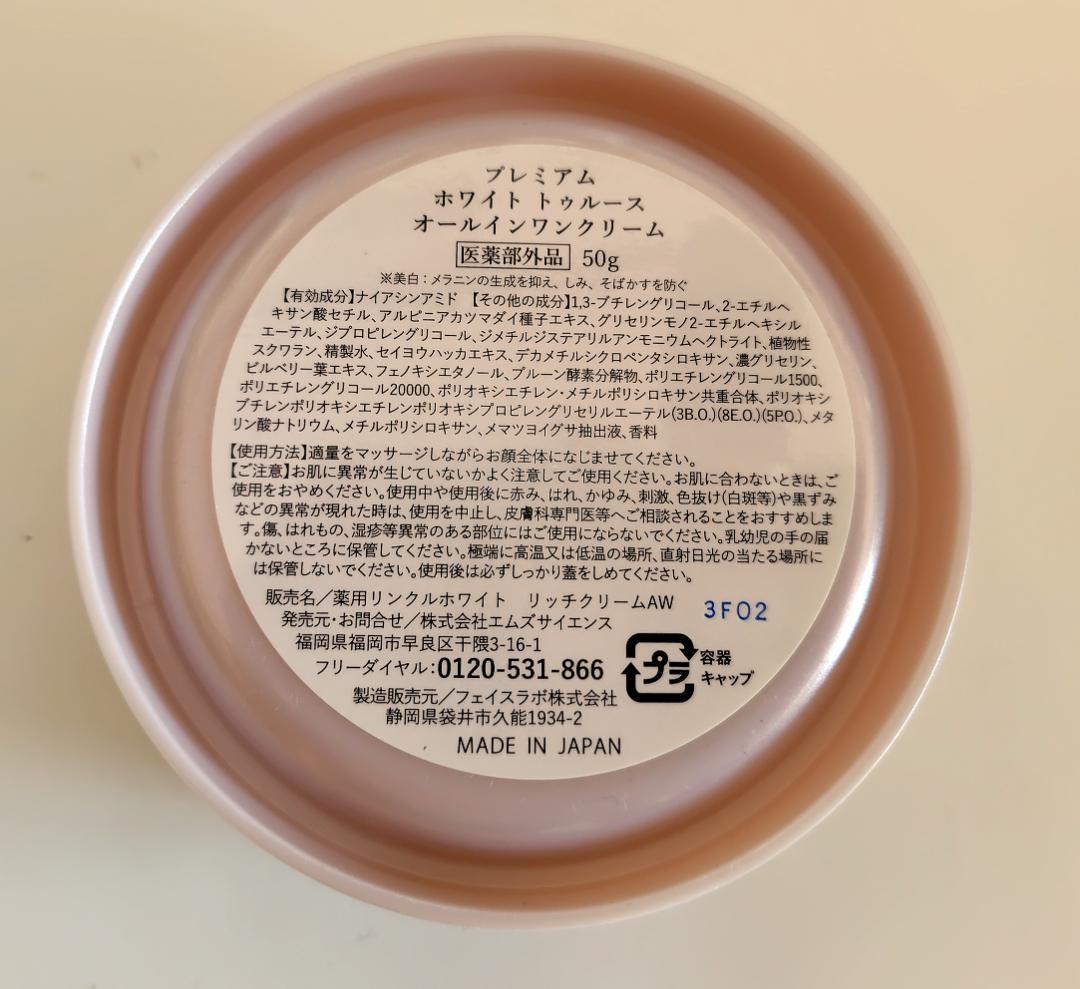 プレミアム
ホワイト トゥルース
オールインワンクリーム
医薬部外品 50g
※美白：メラニンの生成を抑え、しみ、そばかすを防ぐ
【有効成分】ナイアシンアミド 【その他の成分】1,3-ブチレングリコール、2-エチルヘ
キサン酸セチル、アルピニアカツマダイ種子エキス、グリセリンモノ2-エチルヘキシル
エーテル、ジプロピレングリコール、ジメチルジステアリルアンモニウムヘクトライト、植物性
スクワラン、精製水、セイヨウハッカエキス、デカメチルシクロペンタシロキサン、濃グリセリン、
ビルベリー葉エキス、フェノキシエタノール、プルーン酵素分解物、ポリエチレングリコール1500、
ポリエチレングリコール20000、ポリオキシエチレン・メチルポリシロキサン共重合体、ポリオキシ
ブチレンポリオキシエチレンポリオキシプロピレングリセリルエーテル(3B.O.)(8E.O.)(5P.O.)、メタ
リン酸ナトリウム、メチルポリシロキサン、メマツヨイグサ抽出液、香料
【使用方法】適量をマッサージしながらお顔全体になじませてください。
【ご注意】お肌に異常が生じていないかよく注意してご使用ください。お肌に合わないときは、ご
使用をおやめください。使用中や使用後に赤み、はれ、かゆみ、刺激、色抜け(白斑等)や黒ずみ
などの異常が現れた時は、使用を中止し、皮膚科専門医等へご相談されることをおすすめしま
す。傷、はれもの、湿疹等異常のある部位にはご使用にならないでください。乳幼児の手の届
かないところに保管してください。極端に高温又は低温の場所、直射日光の当たる場所に
は保管しないでください。使用後は必ずしっかり蓋をしめてください。
販売名／薬用リンクルホワイト リッチクリームAW
3F02
発売元・お問合せ／株式会社エムズサイエンス
福岡県福岡市早良区干隈3-16-1
フリーダイヤル：0120-531-866
プラ
容器
キャップ
製造販売元／フェイスラボ株式会社
静岡県袋井市久能1934-2
MADE IN JAPAN